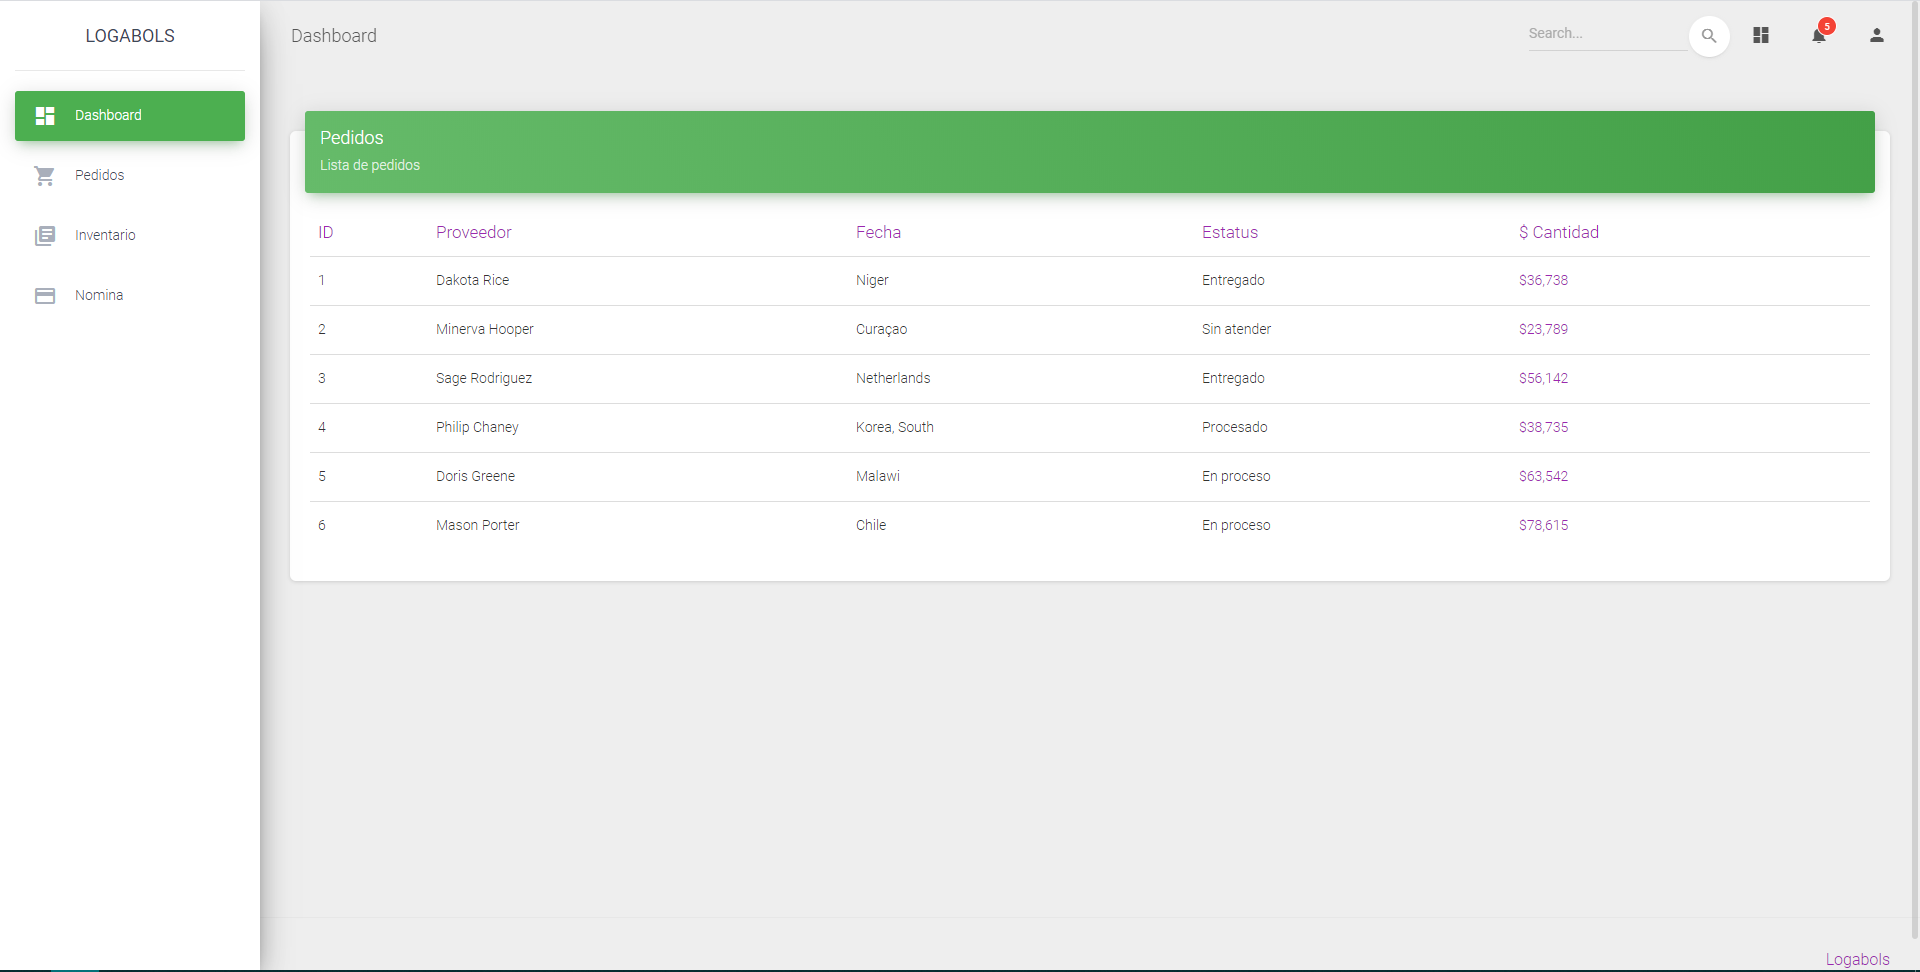 LOGABOLS
Dashboard
Pedidos
Inventario
Nomina
Dashboard
Search...
5
Pedidos
Lista de pedidos
ID Proveedor Fecha Estatus $ Cantidad
1 Dakota Rice Niger Entregado $36,738
2 Minerva Hooper Curaçao Sin atender $23,789
3 Sage Rodriguez Netherlands Entregado $56,142
4 Philip Chaney Korea, South Procesado $38,735
5 Doris Greene Malawi En proceso $63,542
6 Mason Porter Chile En proceso $78,615
Logabols